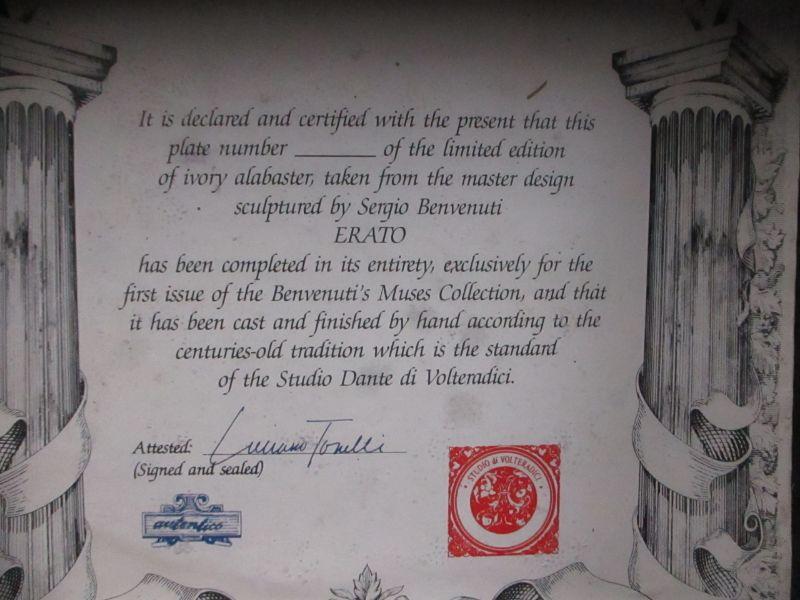 It is declared and certified with the present that this
plate number ________ of the limited edition
of ivory alabaster, taken from the master design
sculptured by Sergio Benvenuti
ERATO
has been completed in its entirety, exclusively for the
first issue of the Benvenuti's Muses Collection, and that
it has been cast and finished by hand according to the
centuries-old tradition which is the standard
of the Studio Dante di Volteradici.
Attested: Luciano Tonelli
(Signed and sealed)
autentico
STUDIO di VOLTERADICI